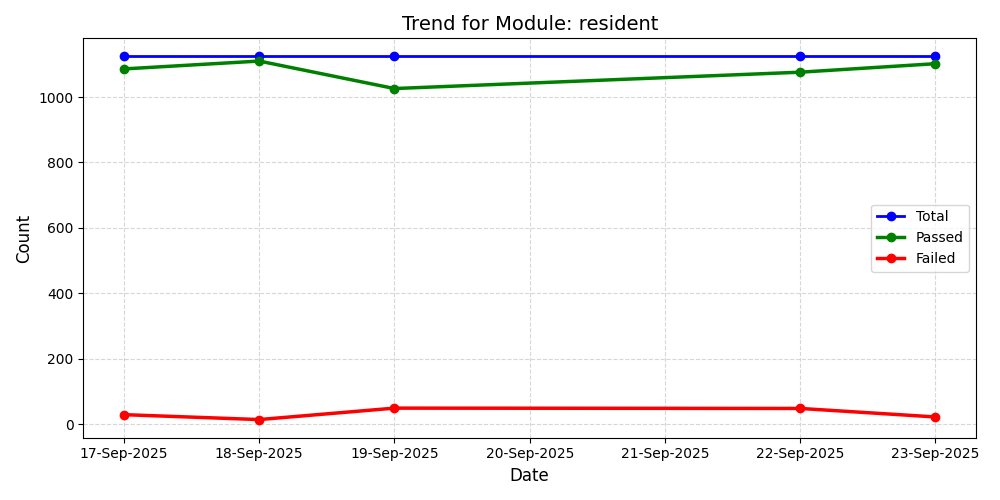 Trend for Module: resident
Count
1000
800
600
400
200
0
Total
Passed
Failed
17-Sep-2025 18-Sep-2025 19-Sep-2025 20-Sep-2025 21-Sep-2025 22-Sep-2025 23-Sep-2025
Date